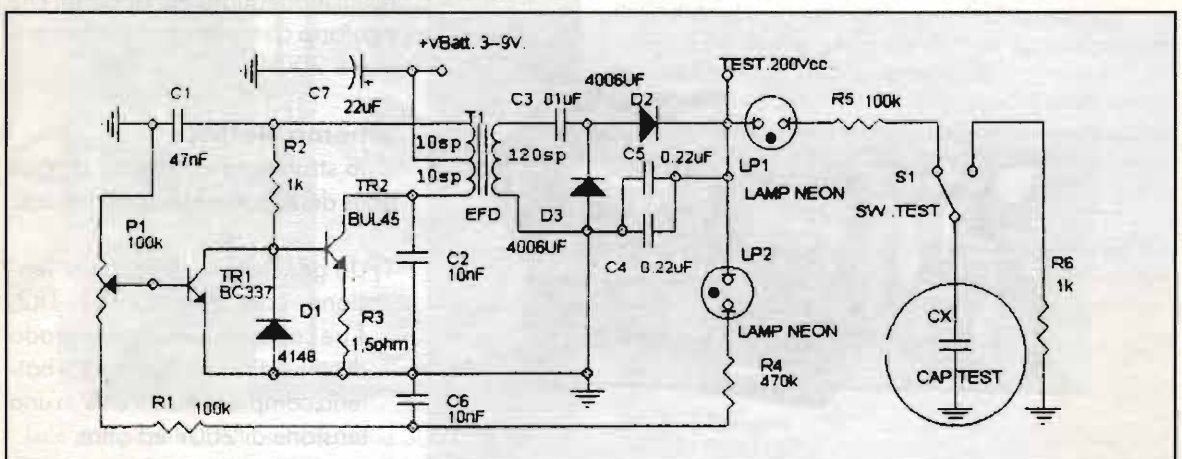 +VBatt. 3-9V.
C7
22uF
+
C1
47nF
R2
1k
T1
10sp
10sp
120sp
EFD
C3 .01uF
4006UF
D2
TEST.200Vcc.
R5 100k
LP1
LAMP NEON
C5 0.22uF
C4 0.22uF
D3
4006UF
S1
SW.TEST
P1
100k
TR1
BC337
TR2
BUL45
C2
10nF
D1
4148
R3
1,5ohm
LP2
LAMP NEON
R6
1k
CX
CAP TEST
R4
470k
C6
10nF
R1 100k